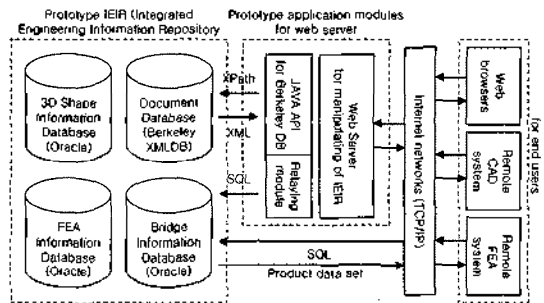 Prototype IEIR (Integrated
Engineering Information Repository
Prototype application modules
for web server
3D Shape
Information
Database
(Oracle)
Document
Database
(Berkeley
XMLDB)
FEA
Information
Database
(Oracle)
Bridge
Information
Database
(Oracle)
XPath
XML
SQL
JAVA API
for Berkeley DB
Relaying
module
Web Server
for manipulating of IEIR
SQL
Product data set
Internet networks (TCP/IP)
Web
browsers
Remote
CAD
system
Remote
FEA
system
for end users